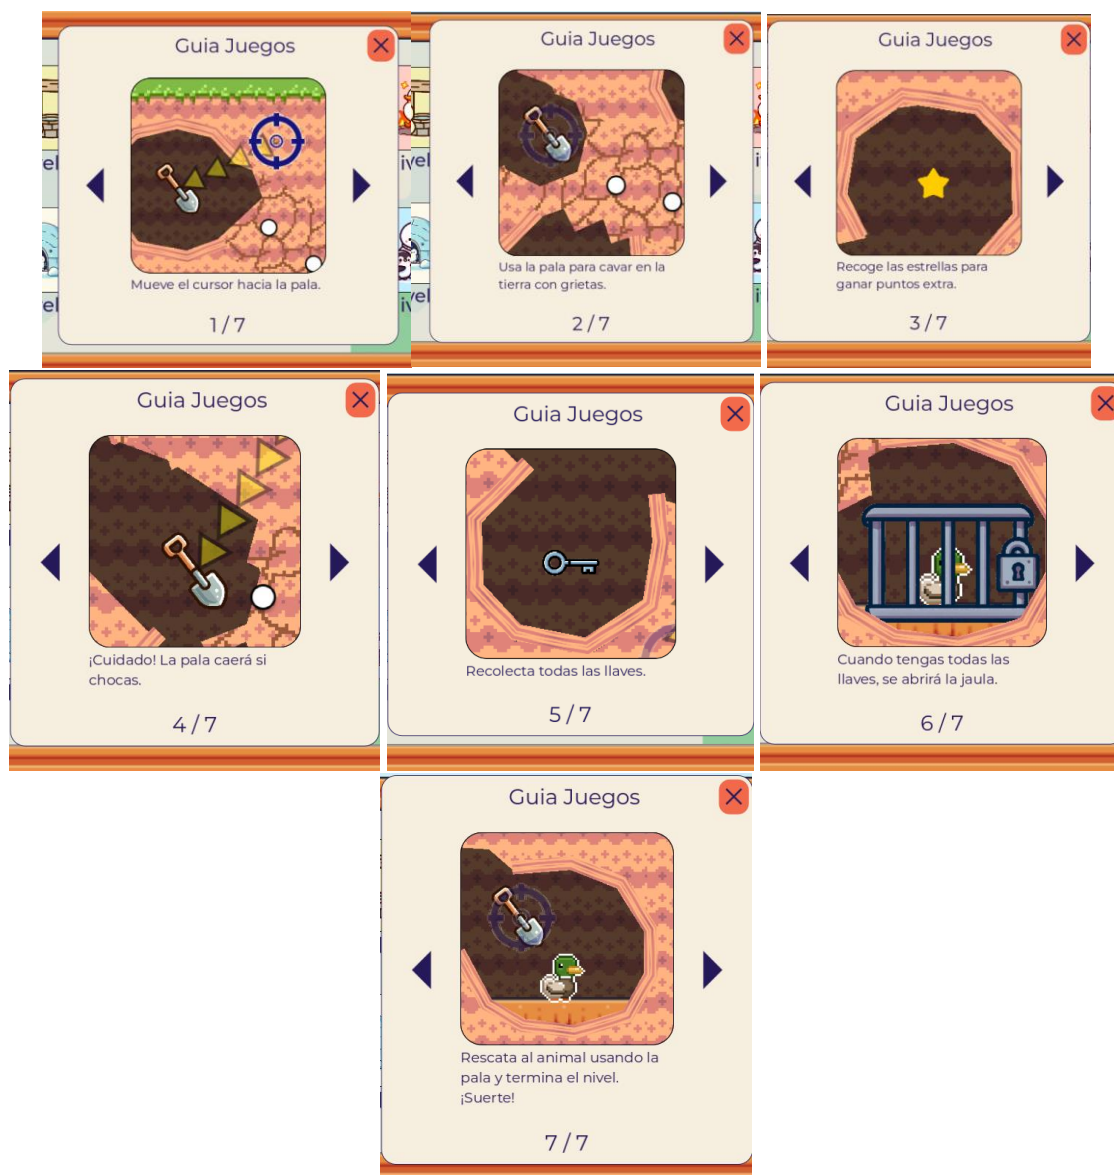 Guia Juegos
Mueve el cursor hacia la pala.
1 / 7
Guia Juegos
Usa la pala para cavar en la
tierra con grietas.
2 / 7
Guia Juegos
Recoge las estrellas para
ganar puntos extra.
3 / 7
Guia Juegos
¡Cuidado! La pala caerá si
chocas.
4 / 7
Guia Juegos
Recolecta todas las llaves.
5 / 7
Guia Juegos
Cuando tengas todas las
llaves, se abrirá la jaula.
6 / 7
Guia Juegos
Rescata al animal usando la
pala y termina el nivel.
¡Suerte!
7 / 7